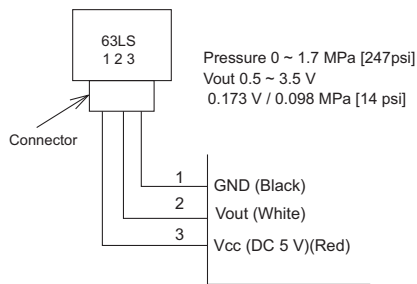 63LS
1 2 3
Pressure 0 ~ 1.7 MPa [247psi]
Vout 0.5 ~ 3.5 V
0.173 V / 0.098 MPa [14 psi]
Connector
1
GND (Black)
2
Vout (White)
3
Vcc (DC 5 V)(Red)